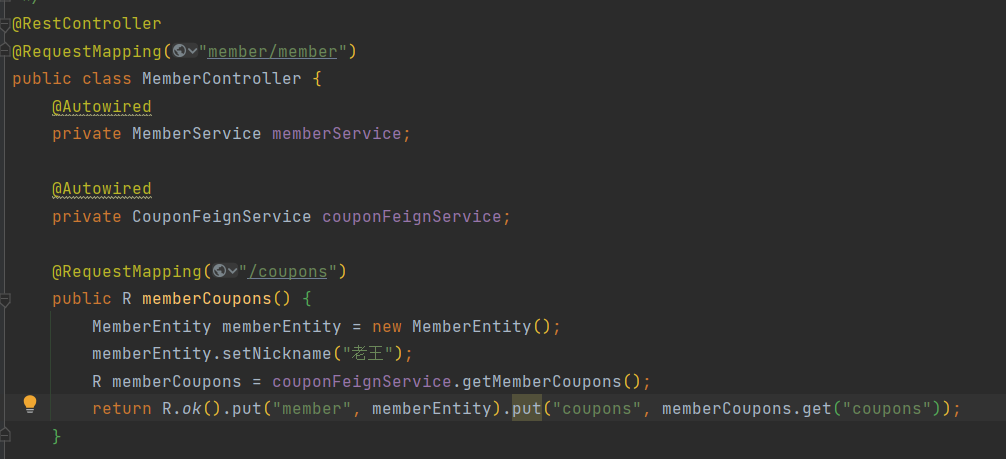 */
@RestController
@RequestMapping("member/member")
public class MemberController {
@Autowired
private MemberService memberService;
@Autowired
private CouponFeignService couponFeignService;
@RequestMapping("/coupons")
public R memberCoupons() {
MemberEntity memberEntity = new MemberEntity();
memberEntity.setNickname("老王");
R memberCoupons = couponFeignService.getMemberCoupons();
return R.ok().put("member", memberEntity).put("coupons", memberCoupons.get("coupons"));
}